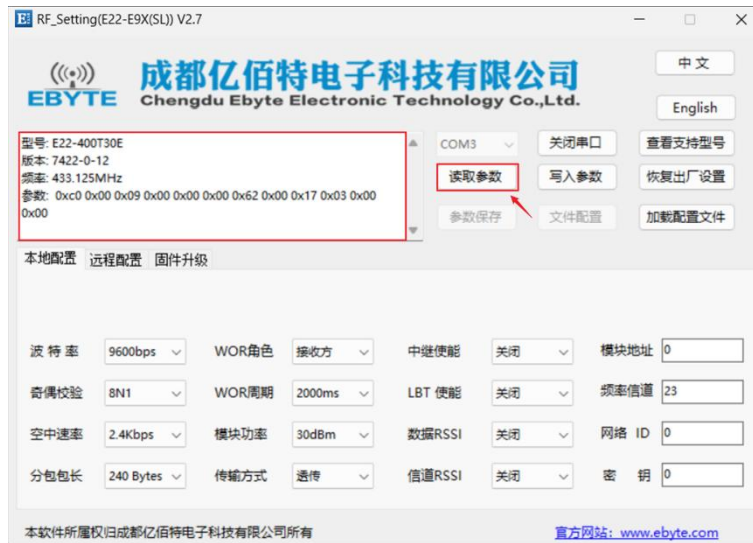 RF_Setting(E22-E9X(SL)) V2.7
中 文
EBYTE
成都亿佰特电子科技有限公司
Chengdu Ebyte Electronic Technology Co.,Ltd.
English
型号: E22-400T30E
版本: 7422-0-12
频率: 433.125MHz
参数: 0xc0 0x00 0x09 0x00 0x00 0x00 0x62 0x00 0x17 0x03 0x00
0x00
COM3 关闭串口 查看支持型号
读取参数 写入参数 恢复出厂设置
参数保存 文件配置 加载配置文件
本地配置 远程配置 固件升级
波 特 率 9600bps WOR角色 接收方 中继使能 关闭 模块地址 0
奇偶校验 8N1 WOR周期 2000ms LBT 使能 关闭 频率信道 23
空中速率 2.4Kbps 模块功率 30dBm 数据RSSI 关闭 网络 ID 0
分包包长 240 Bytes 传输方式 透传 信道RSSI 关闭 密 钥 0
本软件所属权归成都亿佰特电子科技有限公司所有 官方网站: www.ebyte.com